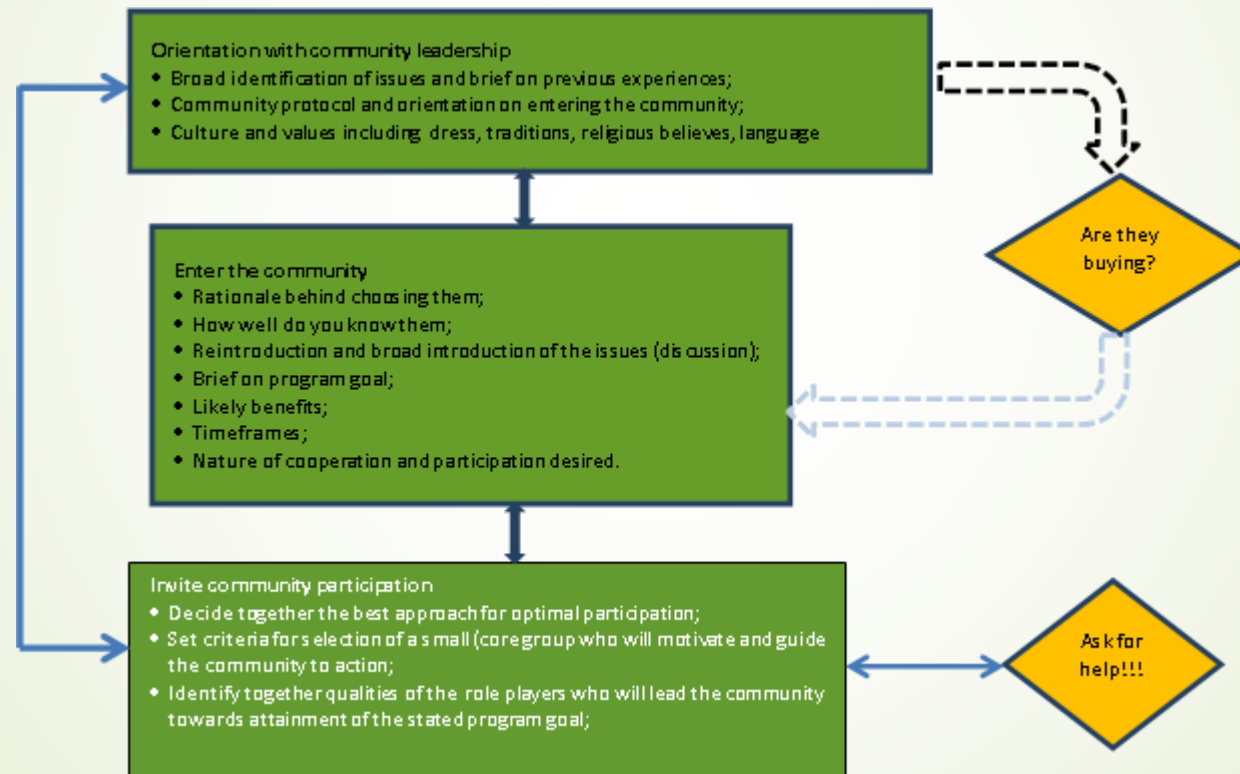 Orientation with community leadership
• Broad identification of issues and brief on previous experiences;
• Community protocol and orientation on entering the community;
• Culture and values including dress, traditions, religious believes, language
Are they
buying?
Enter the community
• Rationale behind choosing them;
• How well do you know them;
• Reintroduction and broad introduction of the issues (discussion);
• Brief on program goal;
• Likely benefits;
• Timeframes;
• Nature of cooperation and participation desired.
Invite community participation
• Decide together the best approach for optimal participation;
• Set criteria for selection of a small (core group who will motivate and guide
the community to action;
• Identify together qualities of the role players who will lead the community
towards attainment of the stated program goal;
Ask for
help!!!